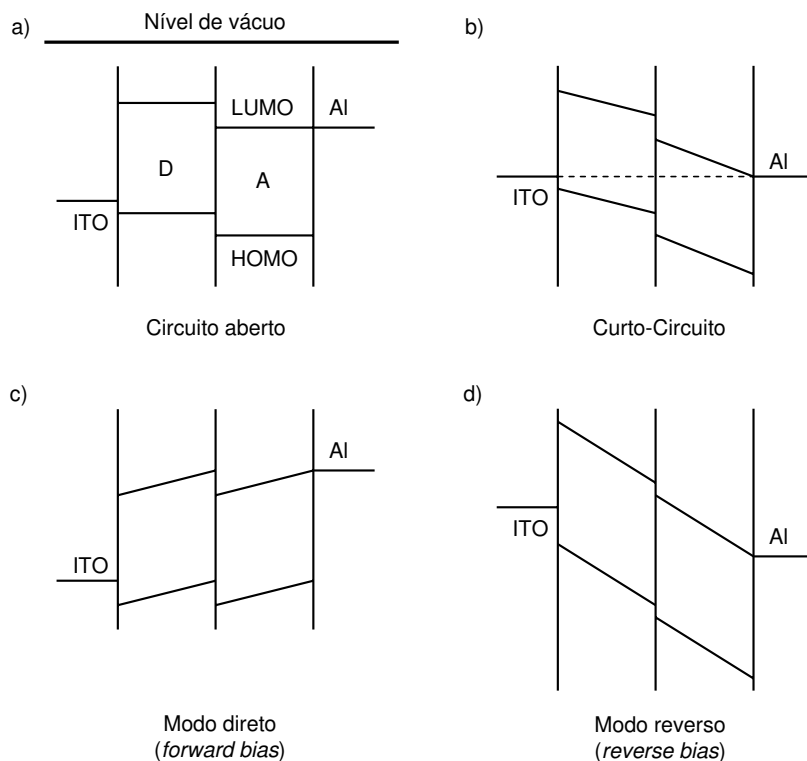 a)
Nível de vácuo
LUMO
Al
D
A
ITO
HOMO
Circuito aberto
b)
Al
ITO
Curto-Circuito
c)
Al
ITO
Modo direto
(forward bias)
d)
ITO
Al
Modo reverso
(reverse bias)